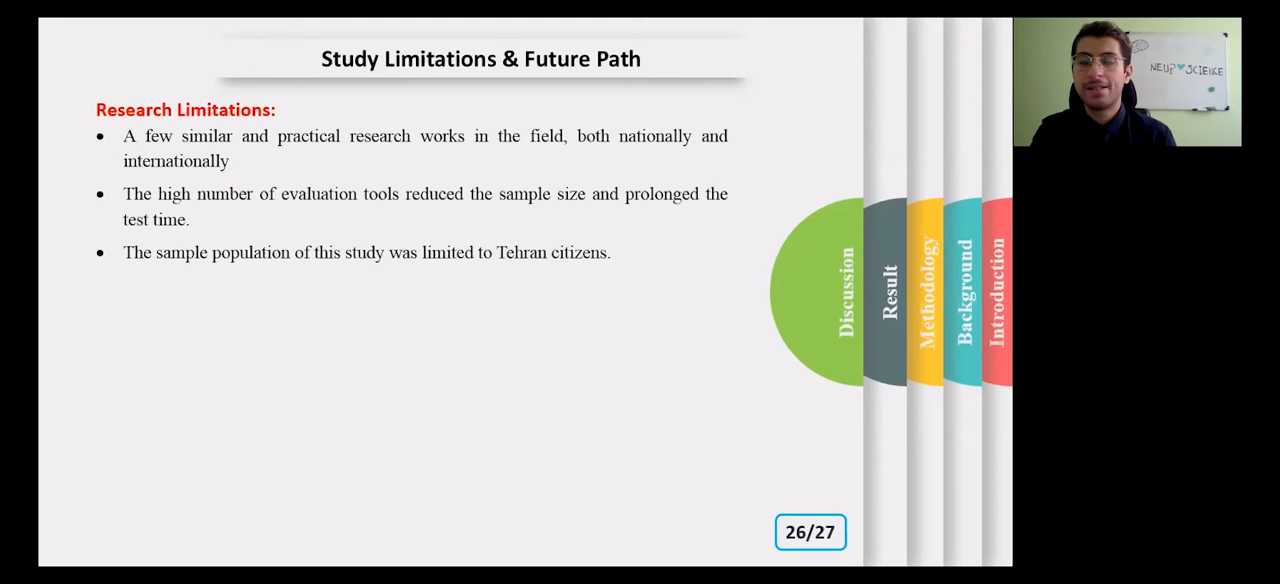 Study Limitations & Future Path
Research Limitations:
• A few similar and practical research works in the field, both nationally and
internationally
• The high number of evaluation tools reduced the sample size and prolonged the
test time.
• The sample population of this study was limited to Tehran citizens.
Discussion
Result
Methodology
Background
Introduction
26/27
SCIENCE